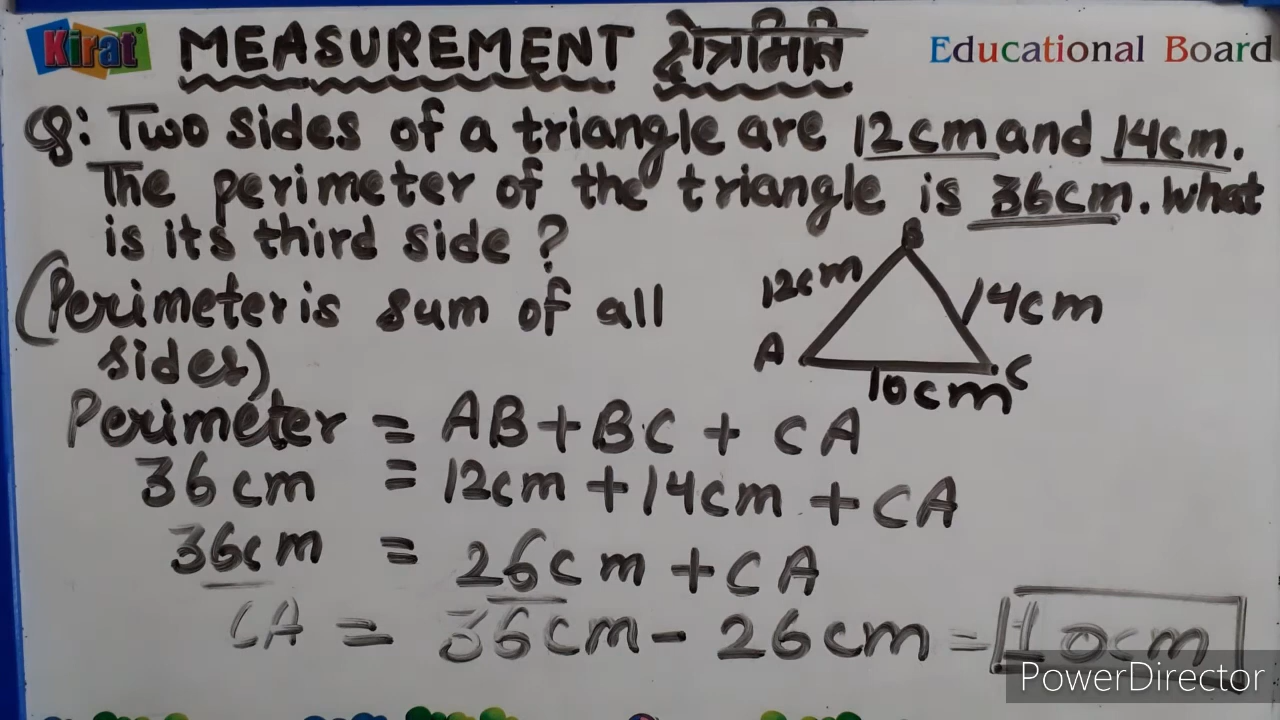 Kirat MEASUREMENT क्षेत्रमिति Educational Board
Q: Two sides of a triangle are 12cm and 14cm.
The perimeter of the triangle is 36cm. What
is its third side ?
(Perimeter is sum of all
sides)
B
12cm
14cm
A
C
10cm
Perimeter = AB + BC + CA
36cm = 12cm + 14cm + CA
36cm = 26cm + CA
CA = 36cm - 26cm = 10cm
PowerDirector